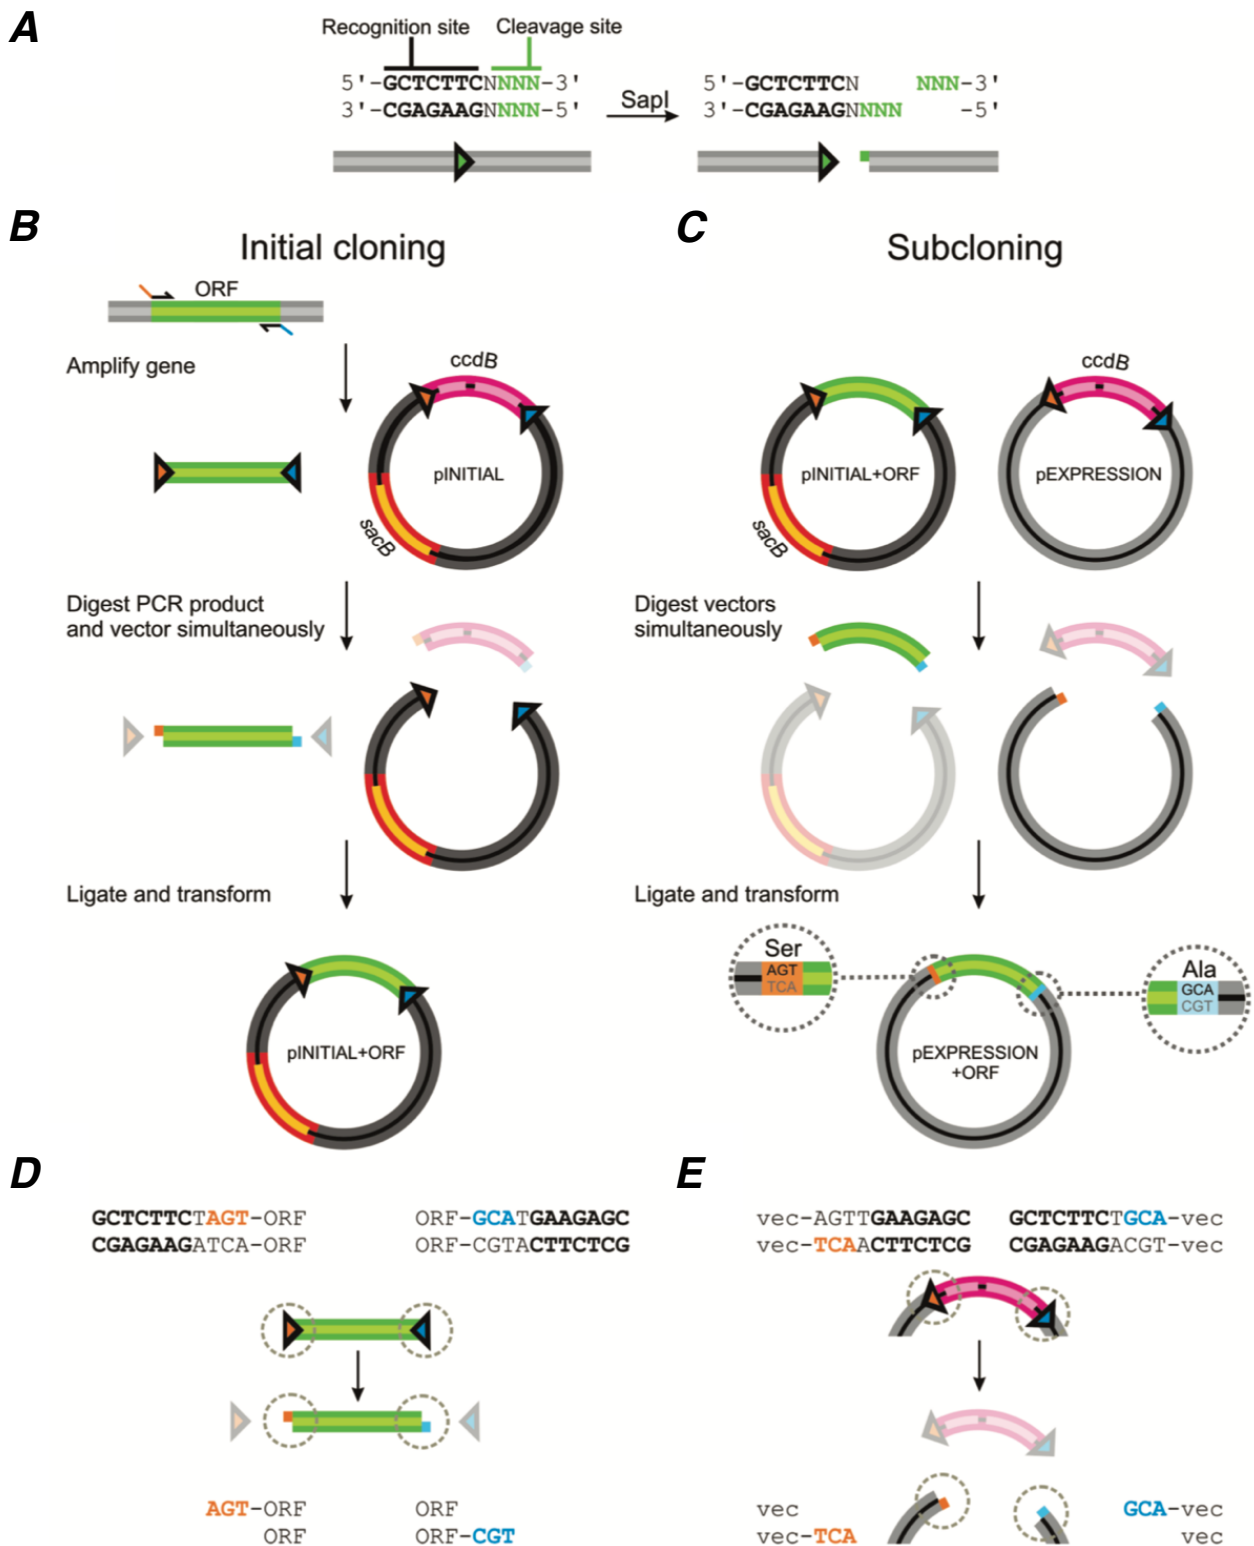 A
Recognition site
Cleavage site
5'-GCTCTTCNNNN-3'
3'-CGAGAAGNNNN-5'
SapI
5'-GCTCTTCN NNN-3'
3'-CGAGAAGNNNN -5'
B
Initial cloning
ORF
Amplify gene
ccdB
pINITIAL
sacB
Digest PCR product
and vector simultaneously
Ligate and transform
pINITIAL+ORF
C
Subcloning
ccdB
pINITIAL+ORF
pEXPRESSION
sacB
Digest vectors
simultaneously
Ligate and transform
Ser
AGT
TCA
Ala
GCA
CGT
pEXPRESSION
+ORF
D
GCTCTTCTAGT-ORF ORF-GCATGAAGAGC
CGAGAAGATCA-ORF ORF-CGTACTTCTCG
AGT-ORF ORF
ORF ORF-CGT
E
vec-AGTTGAAGAGC GCTCTTCTGCA-vec
vec-TCAACTTCTCG CGAGAAGACGT-vec
vec GCA-vec
vec-TCA vec